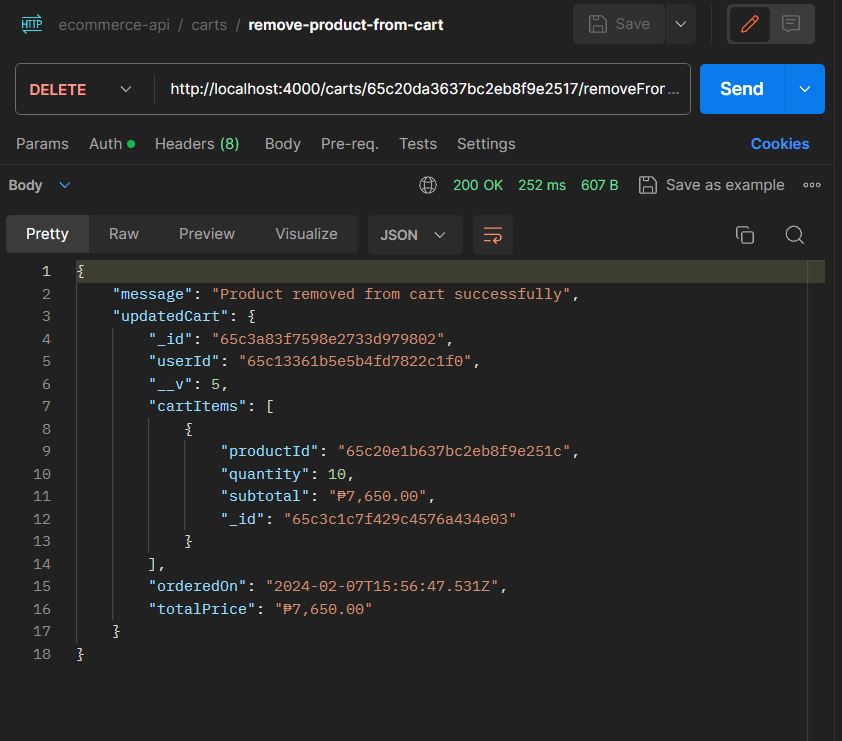 HTTP ecommerce-api / carts / remove-product-from-cart Save
DELETE http://localhost:4000/carts/65c20da3637bc2eb8f9e2517/removeFror ... Send
Params Auth Headers (8) Body Pre-req. Tests Settings Cookies
Body 200 OK 252 ms 607 B Save as example
Pretty Raw Preview Visualize JSON
1 {
2 "message": "Product removed from cart successfully",
3 "updatedCart": {
4 "_id": "65c3a83f7598e2733d979802",
5 "userId": "65c13361b5e5b4fd7822c1f0",
6 "__v": 5,
7 "cartItems": [
8 {
9 "productId": "65c20e1b637bc2eb8f9e251c",
10 "quantity": 10,
11 "subtotal": "₱7,650.00",
12 "_id": "65c3c1c7f429c4576a434e03"
13 }
14 ],
15 "orderedOn": "2024-02-07T15:56:47.531Z",
16 "totalPrice": "₱7,650.00"
17 }
18 }